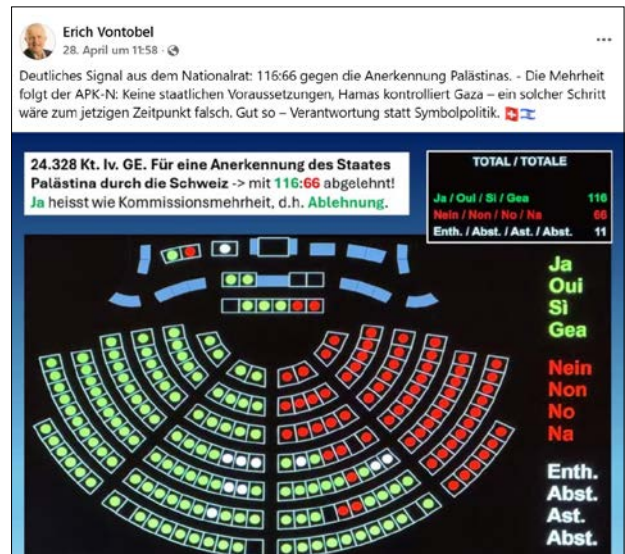 Erich Vontobel
28. April um 11:58 ·
Deutliches Signal aus dem Nationalrat: 116:66 gegen die Anerkennung Palästinas. - Die Mehrheit
folgt der APK-N: Keine staatlichen Voraussetzungen, Hamas kontrolliert Gaza – ein solcher Schritt
wäre zum jetzigen Zeitpunkt falsch. Gut so – Verantwortung statt Symbolpolitik. 🇨🇭🇮🇱
24.328 Kt. Iv. GE. Für eine Anerkennung des Staates
Palästina durch die Schweiz -> mit 116:66 abgelehnt!
Ja heisst wie Kommissionsmehrheit, d.h. Ablehnung.
TOTAL / TOTALE
Ja / Oui / Sì / Gea 116
Nein / Non / No / Na 66
Enth. / Abst. / Ast. / Abst. 11
Ja
Oui
Sì
Gea
Nein
Non
No
Na
Enth.
Abst.
Ast.
Abst.